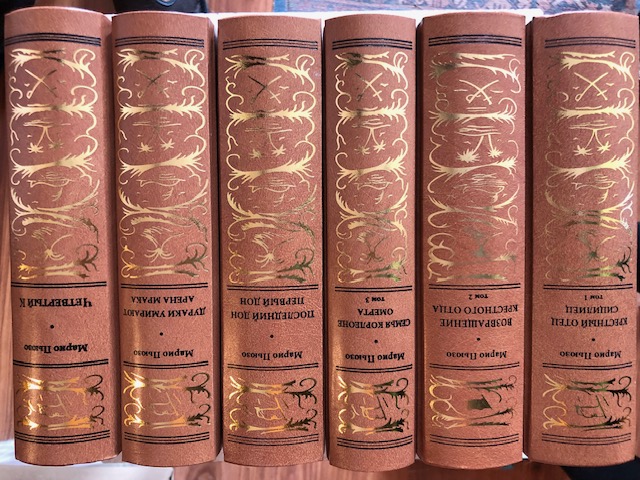 Марио Пьюзо
КРЕСТНЫЙ ОТЕЦ
СИЦИЛИЕЦ
ТОМ 1
Марио Пьюзо
ВОЗВРАЩЕНИЕ
КРЕСТНОГО ОТЦА
ТОМ 2
Марио Пьюзо
СЕМЬЯ КОРЛЕОНЕ
ОМЕРТА
ТОМ 3
Марио Пьюзо
ПОСЛЕДНИЙ ДОН
ПЕРВЫЙ ДОН
Марио Пьюзо
ДУРАКИ УМИРАЮТ
АРЕНА МРАКА
Марио Пьюзо
ЧЕТВЕРТЫЙ К